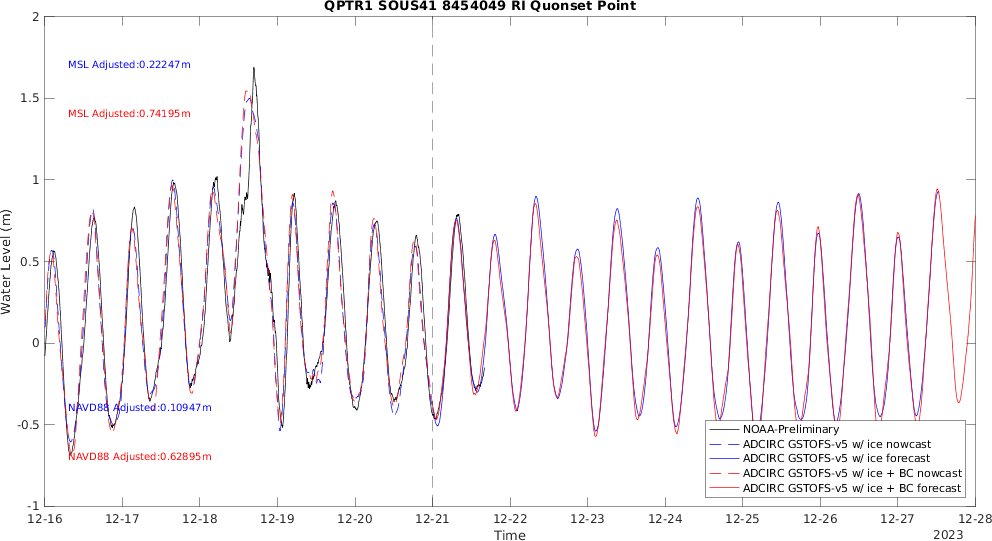 QPTR1 SOUS41 8454049 RI Quonset Point
2
1.5
1
0.5
0
-0.5
-1
Water Level (m)
MSL Adjusted:0.22247m
MSL Adjusted:0.74195m
NAVD88 Adjusted:0.10947m
NAVD88 Adjusted:0.62895m
NOAA-Preliminary
ADCIRC GSTOFS-v5 w/ ice nowcast
ADCIRC GSTOFS-v5 w/ ice forecast
ADCIRC GSTOFS-v5 w/ ice + BC nowcast
ADCIRC GSTOFS-v5 w/ ice + BC forecast
12-16 12-17 12-18 12-19 12-20 12-21 12-22 12-23 12-24 12-25 12-26 12-27 12-28
Time
2023